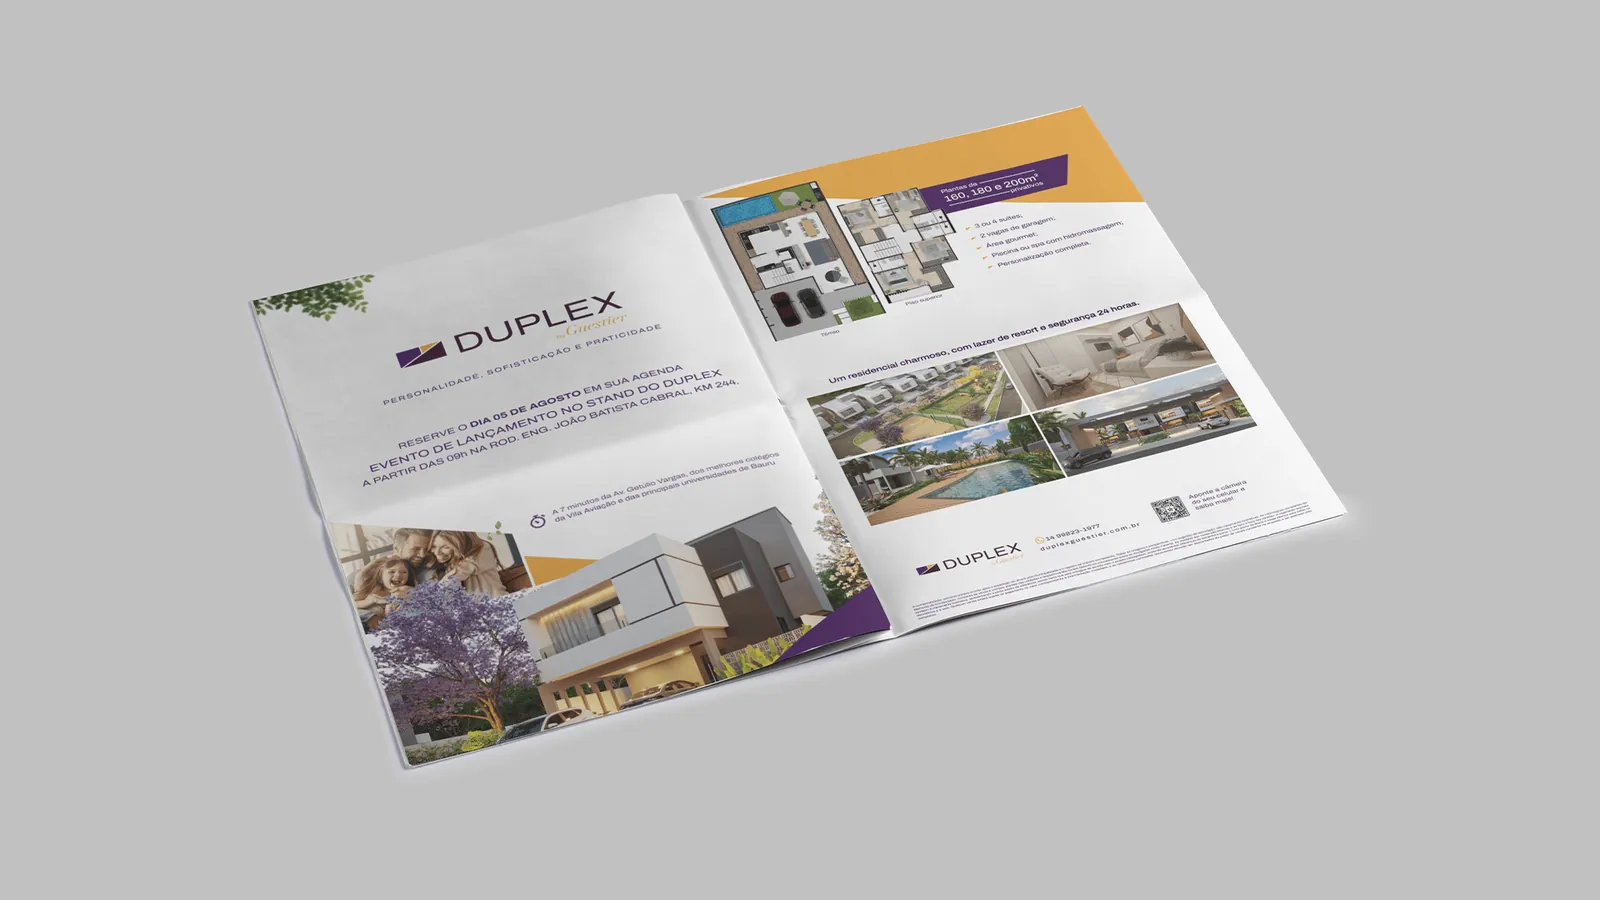 DUPLEX
by Guestier
PERSONALIDADE, SOFISTICAÇÃO E PRATICIDADE
RESERVE O DIA 05 DE AGOSTO EM SUA AGENDA
EVENTO DE LANÇAMENTO NO STAND DO DUPLEX
A PARTIR DAS 09h NA ROD. ENG. JOÃO BATISTA CABRAL, KM 244.
A 7 minutos da Av. Getúlio Vargas, dos melhores colégios
da Vila Aviação e das principais universidades de Bauru
Plantas de
160, 180 e 200m²
privativos
3 ou 4 suítes;
2 vagas de garagem;
Área gourmet;
Piscina ou spa com hidromassagem;
Personalização completa.
Térreo
Piso superior
Um residencial charmoso, com lazer de resort e segurança 24 horas.
Aponte a câmera
do seu celular e
saiba mais!
DUPLEX
14 99823-1977
duplexguestier.com.br